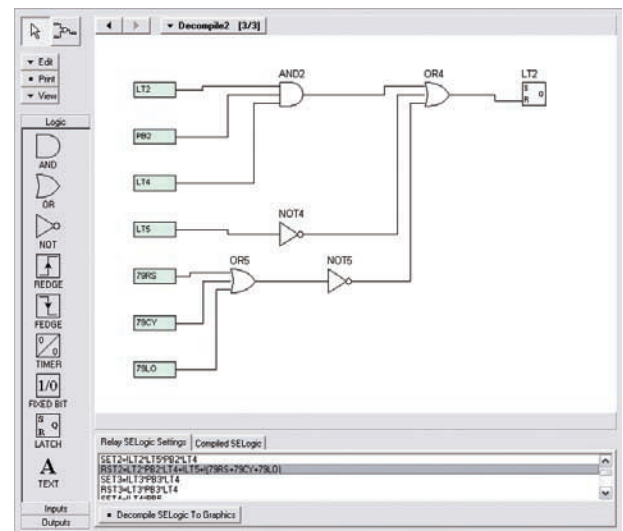 Decompile2 [3/3]
Edit
Print
View
Logic
AND
OR
NOT
REDGE
FEDGE
0
0
TIMER
1/0
FIXED BIT
S
R Q
LATCH
A
TEXT
Inputs
Outputs
LT2
PB2
LT4
LT5
79RS
79CY
79LO
AND2
OR4
LT2
S
R Q
NOT4
OR5
NOT5
Relay SELogic Settings
Compiled SELogic
SET2=!LT2*LT5*PB2*LT4
RST2=LT2*PB2*LT4+!LT5+!(79RS+79CY+79LO)
SET3=!LT3*PB3*LT4
RST3=LT3*PB3*LT4
Decompile SELogic To Graphics